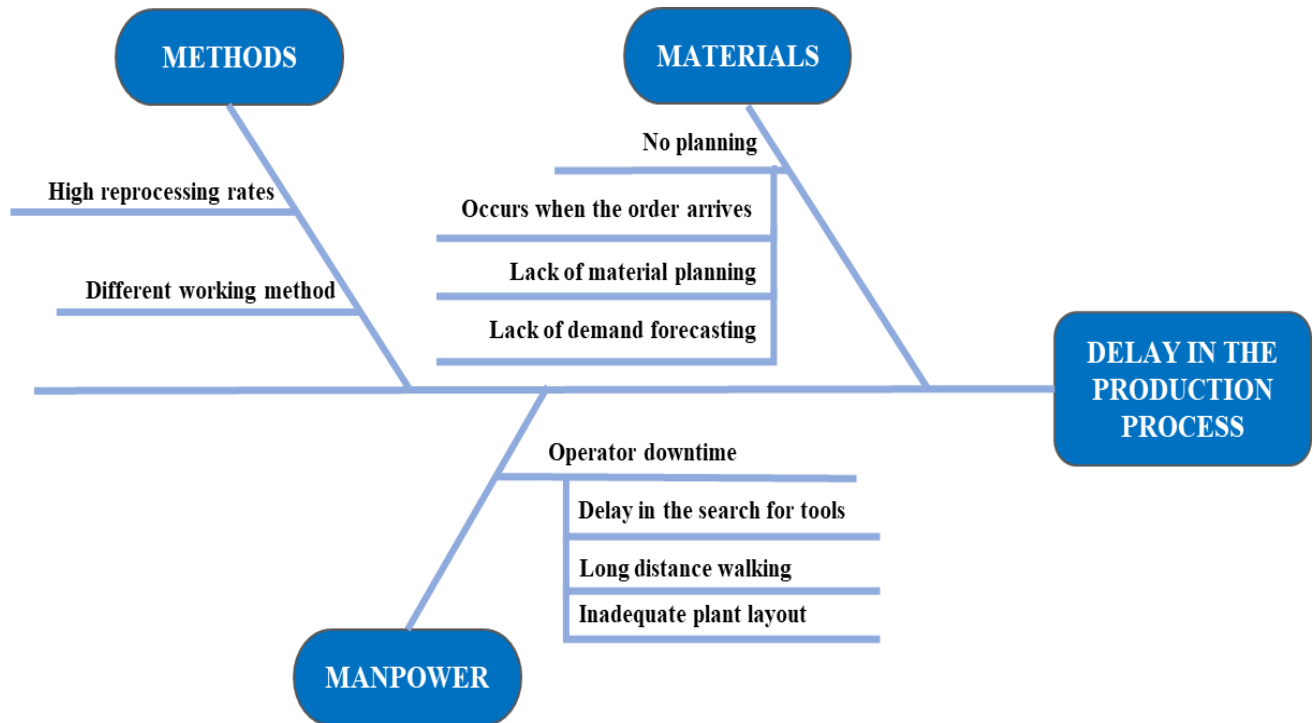 METHODS
MATERIALS
No planning
High reprocessing rates
Occurs when the order arrives
Lack of material planning
Different working method
Lack of demand forecasting
DELAY IN THE
PRODUCTION
PROCESS
Operator downtime
Delay in the search for tools
Long distance walking
Inadequate plant layout
MANPOWER